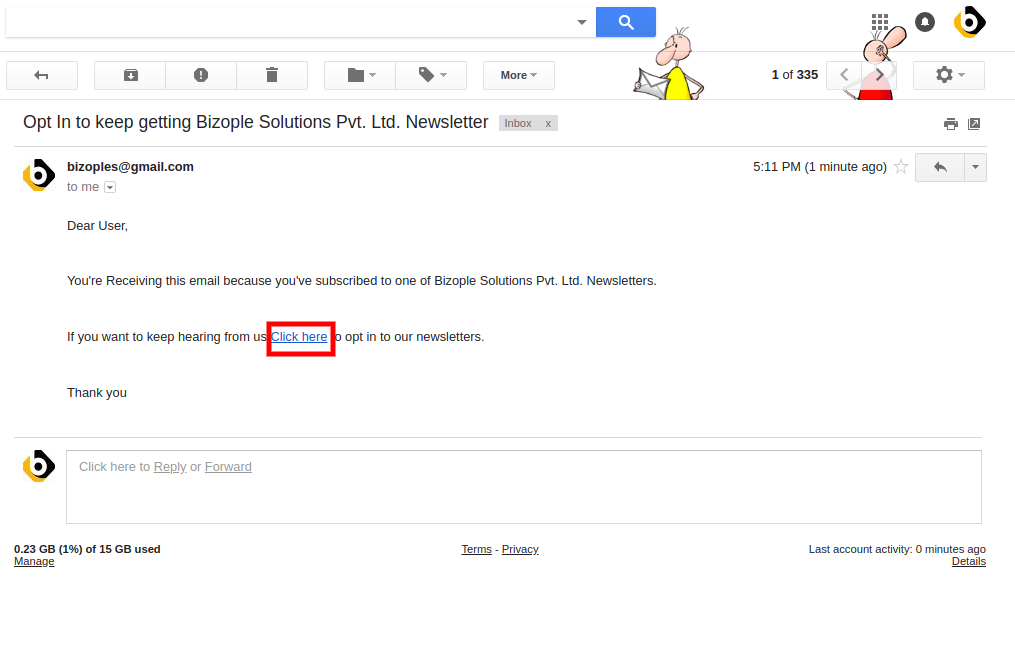 More
1 of 335
Opt In to keep getting Bizople Solutions Pvt. Ltd. Newsletter Inbox x
bizoples@gmail.com 5:11 PM (1 minute ago)
to me
Dear User,
You're Receiving this email because you've subscribed to one of Bizople Solutions Pvt. Ltd. Newsletters.
If you want to keep hearing from us Click here to opt in to our newsletters.
Thank you
Click here to Reply or Forward
0.23 GB (1%) of 15 GB used Terms - Privacy Last account activity: 0 minutes ago
Manage Details